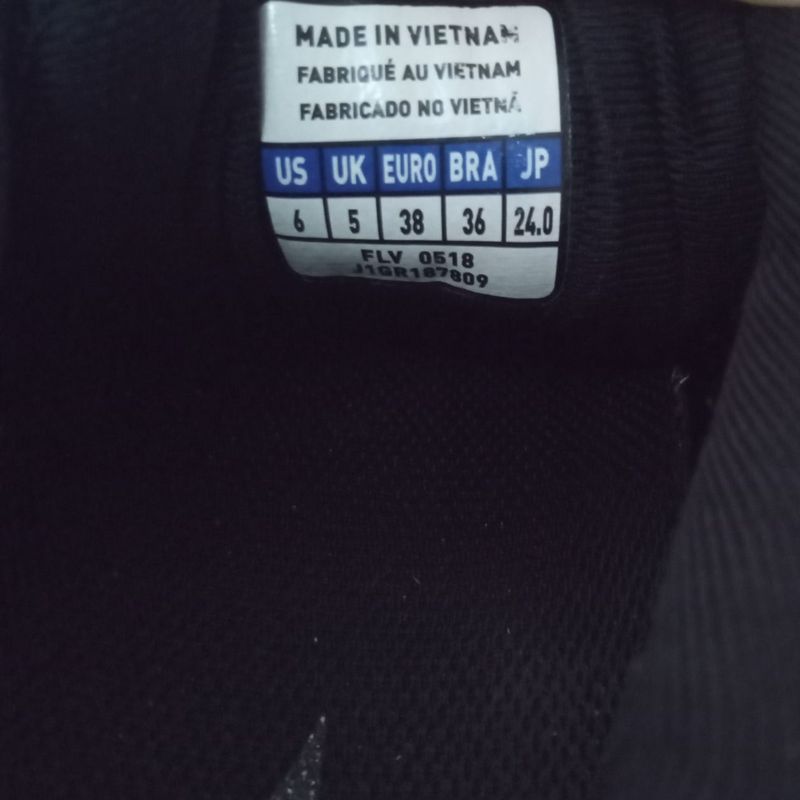 MADE IN VIETNAM
FABRIQUÉ AU VIETNAM
FABRICADO NO VIETNÃ
US UK EURO BRA JP
6 5 38 36 24.0
FLV 0518
J1GR187809